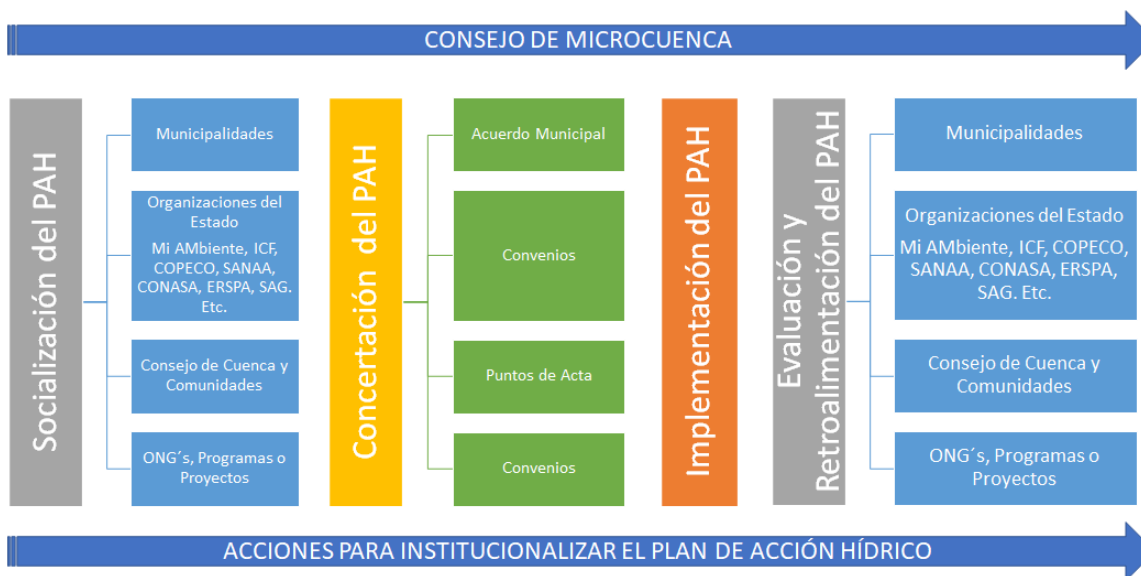 CONSEJO DE MICROCUENCA
Socialización del PAH
Municipalidades
Organizaciones del
Estado
Mi AMbiente, ICF,
COPECO, SANAA,
CONASA, ERSPA, SAG.
Etc.
Consejo de Cuenca y
Comunidades
ONG´s, Programas o
Proyectos
Concertación del PAH
Acuerdo Municipal
Convenios
Puntos de Acta
Convenios
Implementación del PAH
Evaluación y
Retroalimentación del PAH
Municipalidades
Organizaciones del Estado
Mi AMbiente, ICF, COPECO,
SANAA, CONASA, ERSPA,
SAG. Etc.
Consejo de Cuenca y
Comunidades
ONG´s, Programas o
Proyectos
ACCIONES PARA INSTITUCIONALIZAR EL PLAN DE ACCIÓN HÍDRICO